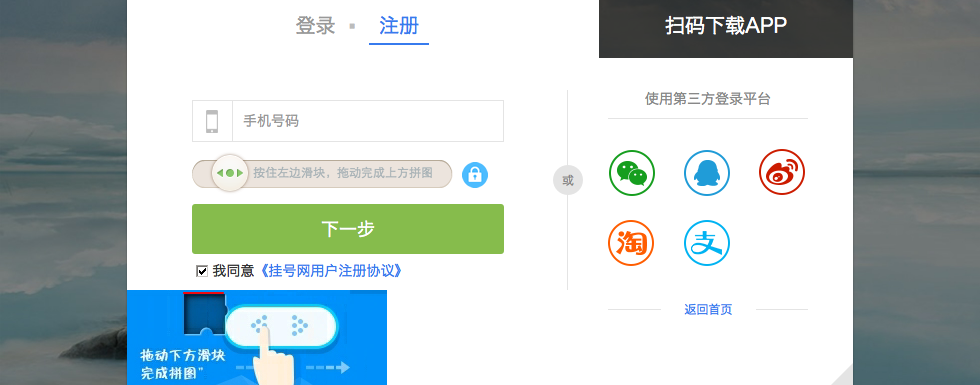 登录 · 注册
扫码下载APP
手机号码
按住左边滑块，拖动完成上方拼图
下一步
我同意《挂号网用户注册协议》
拖动下方滑块
完成拼图”
或
使用第三方登录平台
淘
支
返回首页